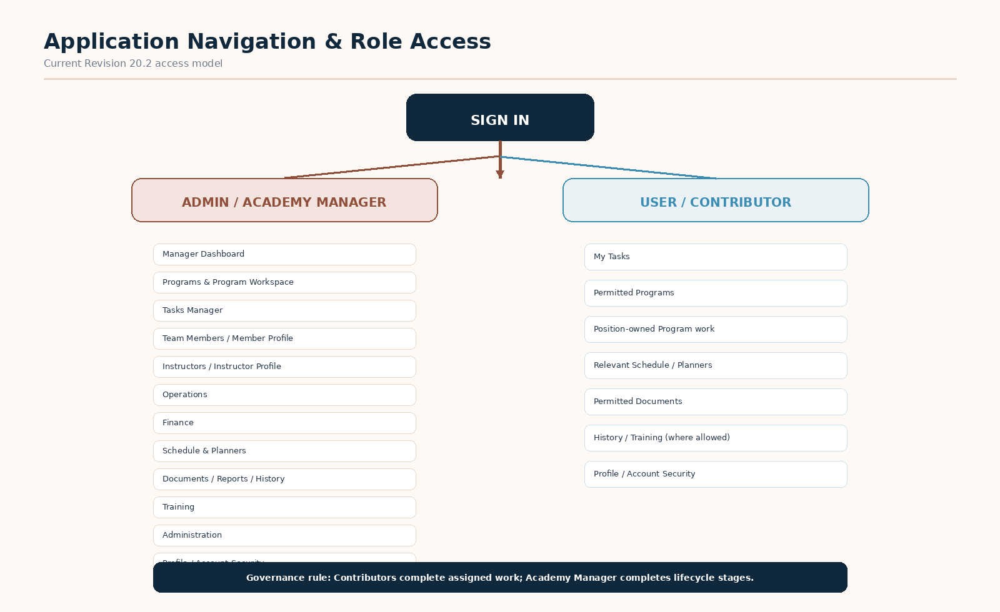 Application Navigation & Role Access
Current Revision 20.2 access model
SIGN IN
ADMIN / ACADEMY MANAGER
USER / CONTRIBUTOR
Manager Dashboard
Programs & Program Workspace
Tasks Manager
Team Members / Member Profile
Instructors / Instructor Profile
Operations
Finance
Schedule & Planners
Documents / Reports / History
Training
Administration
Profile / Account Security
My Tasks
Permitted Programs
Position-owned Program work
Relevant Schedule / Planners
Permitted Documents
History / Training (where allowed)
Profile / Account Security
Governance rule: Contributors complete assigned work; Academy Manager completes lifecycle stages.